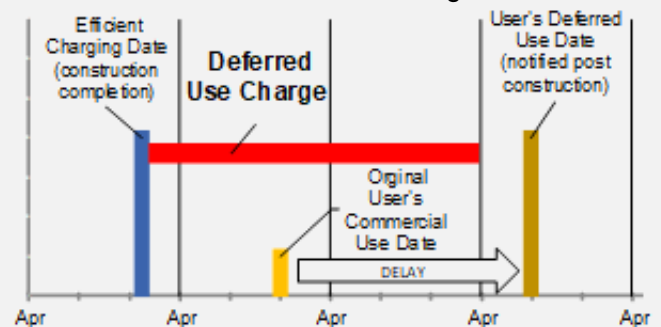 Efficient
Charging Date
(construction
completion)
Deferred
Use Charge
User's Deferred
Use Date
(notified post
construction)
Orginal
User's
Commercial
Use Date
DELAY
Apr Apr Apr Apr Apr